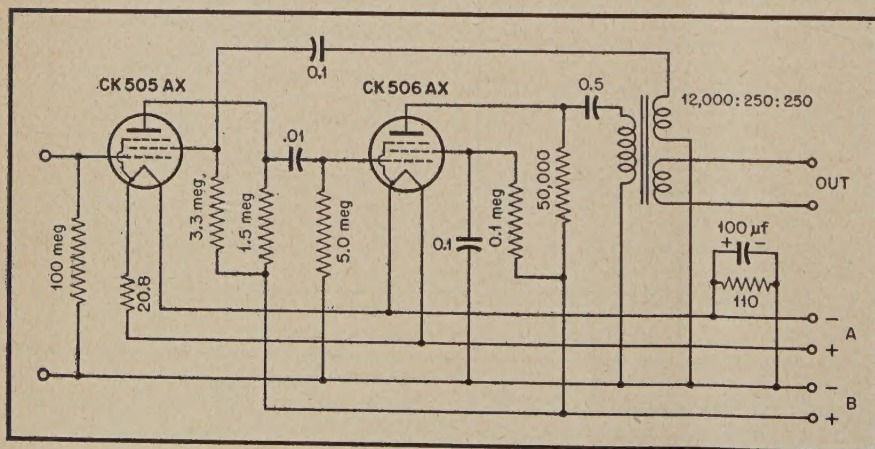 0.1
CK 505 AX
CK 506 AX
0.5
12,000:250:250
.01
OUT
100 meg
20.8
3.3 meg,
1.5 meg
5.0 meg
0.1
0.1 meg
50,000
100 µf
+ -
110
-
A
+
-
B
+